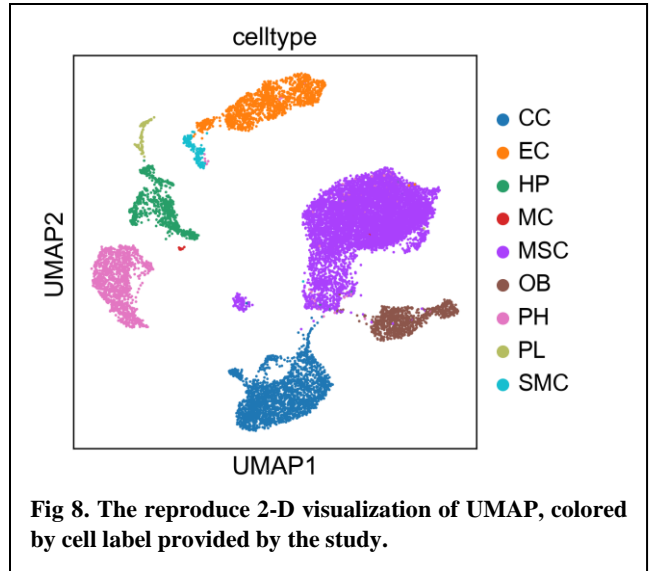 celltype
UMAP2
UMAP1
CC
EC
HP
MC
MSC
OB
PH
PL
SMC
Fig 8. The reproduce 2-D visualization of UMAP, colored
by cell label provided by the study.